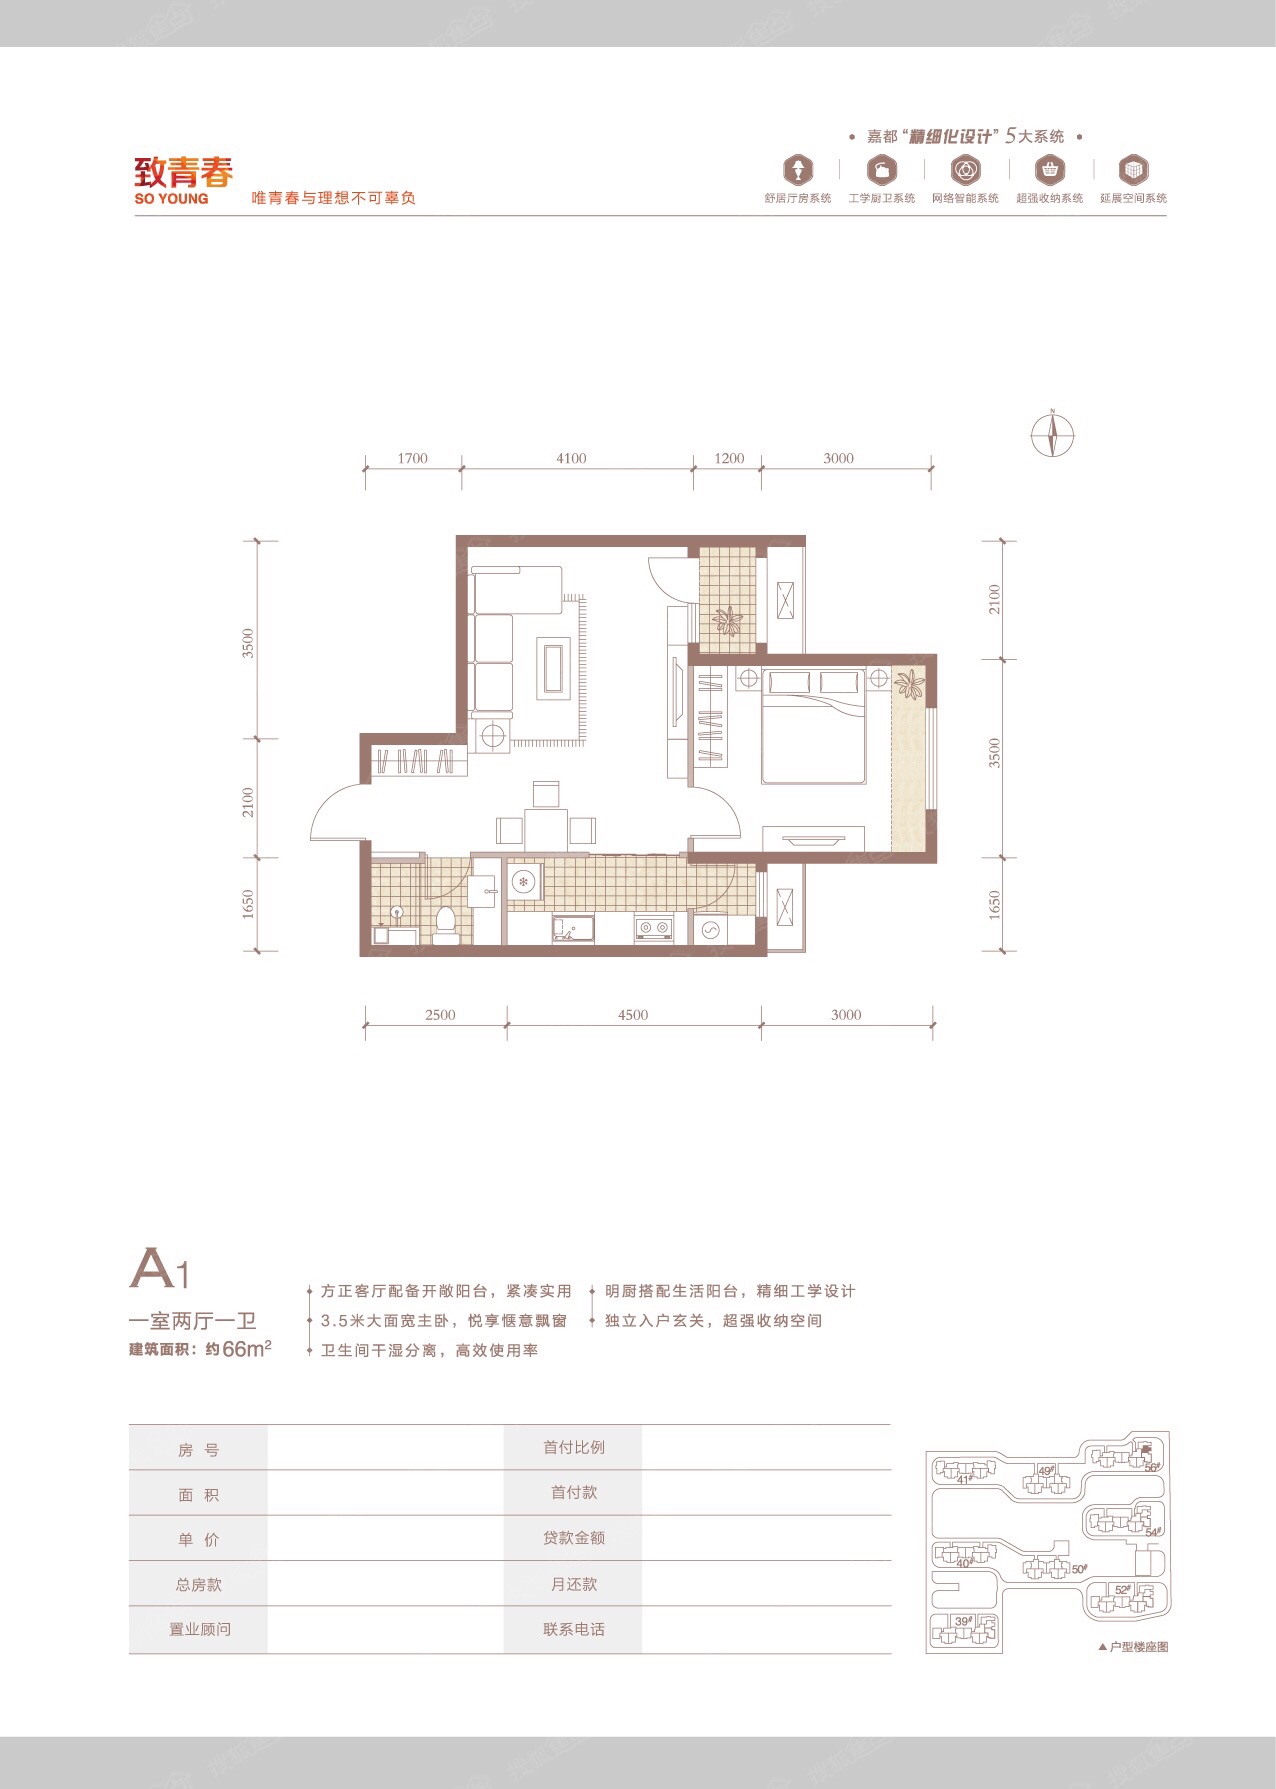 嘉都“精细化设计”5大系统
致青春
SO YOUNG
唯青春与理想不可辜负
舒居厅房系统
工学厨卫系统
网络智能系统
超强收纳系统
延展空间系统
N
1700
4100
1200
3000
3500
2100
1650
2100
3500
1650
2500
4500
3000
A1
一室两厅一卫
建筑面积：约66m²
方正客厅配备开敞阳台，紧凑实用
3.5米大面宽主卧，悦享惬意飘窗
卫生间干湿分离，高效使用率
明厨搭配生活阳台，精细工学设计
独立入户玄关，超强收纳空间
房 号
首付比例
面 积
首付款
单 价
贷款金额
总房款
月还款
置业顾问
联系电话
41#
49#
56#
54#
40#
50#
52#
39#
▲户型楼座图